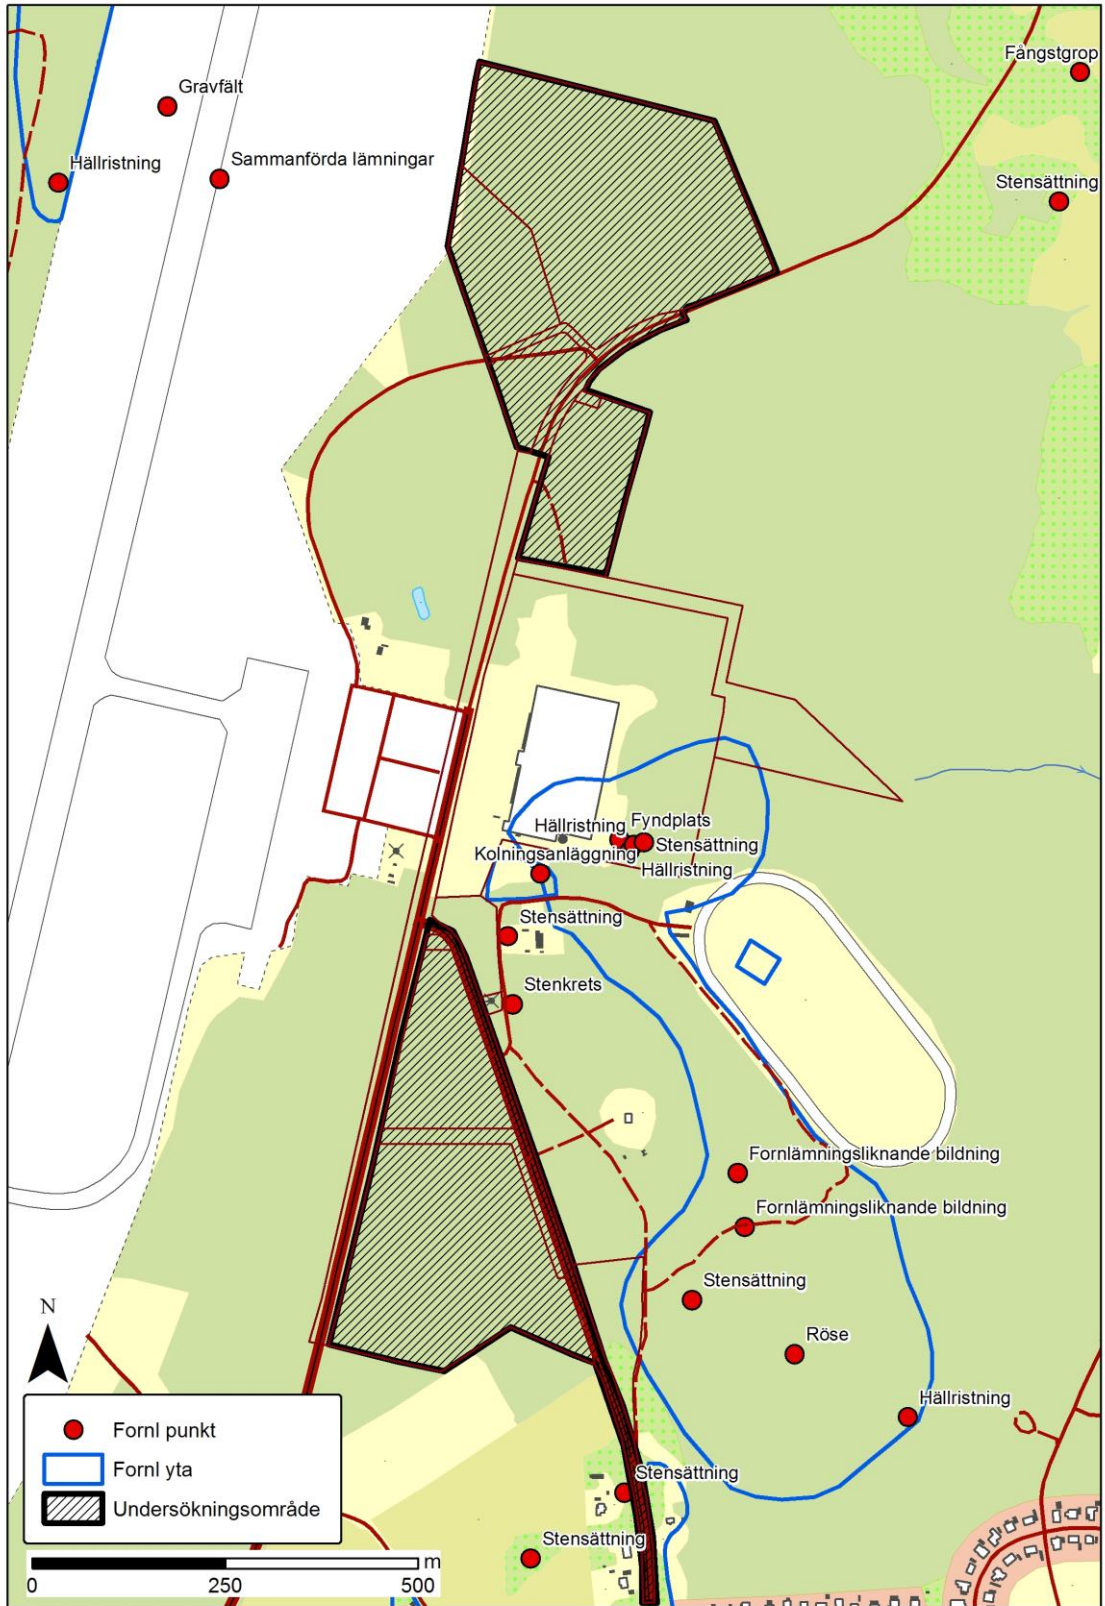 Fångstgrop
Gravfält
Hällristning
Sammanförda lämningar
Stensättning
Hällristning
Fyndplats
Stensättning
Kolningsanläggning
Hällristning
Stensättning
Stenkrets
Fornlämningsliknande bildning
Fornlämningsliknande bildning
Stensättning
Röse
Hällristning
Stensättning
Stensättning
N
Fornl punkt
Fornl yta
Undersökningsområde
m
0
250
500